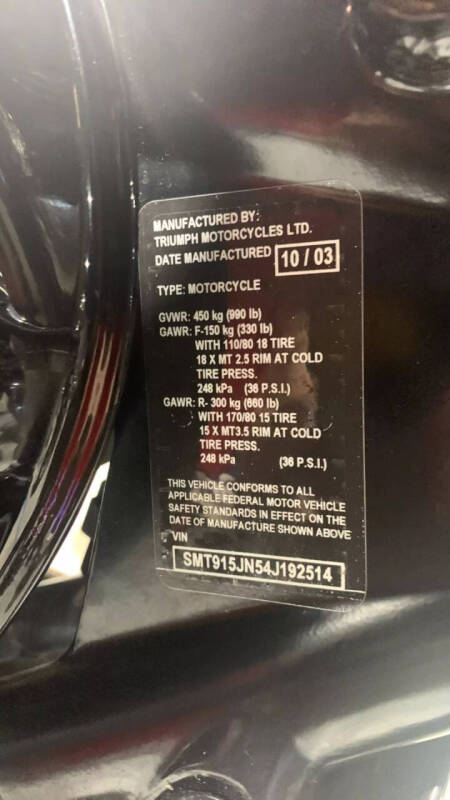 MANUFACTURED BY:
TRIUMPH MOTORCYCLES LTD.
DATE MANUFACTURED 10 / 03
TYPE: MOTORCYCLE
GVWR: 450 kg (990 lb)
GAWR: F-150 kg (330 lb)
WITH 110/80 18 TIRE
18 X MT 2.5 RIM AT COLD
TIRE PRESS.
248 kPa (36 P.S.I.)
GAWR: R- 300 kg (660 lb)
WITH 170/80 15 TIRE
15 X MT3.5 RIM AT COLD
TIRE PRESS.
248 kPa (36 P.S.I.)
THIS VEHICLE CONFORMS TO ALL
APPLICABLE FEDERAL MOTOR VEHICLE
SAFETY STANDARDS IN EFFECT ON THE
DATE OF MANUFACTURE SHOWN ABOVE
VIN
SMT915JN54J192514